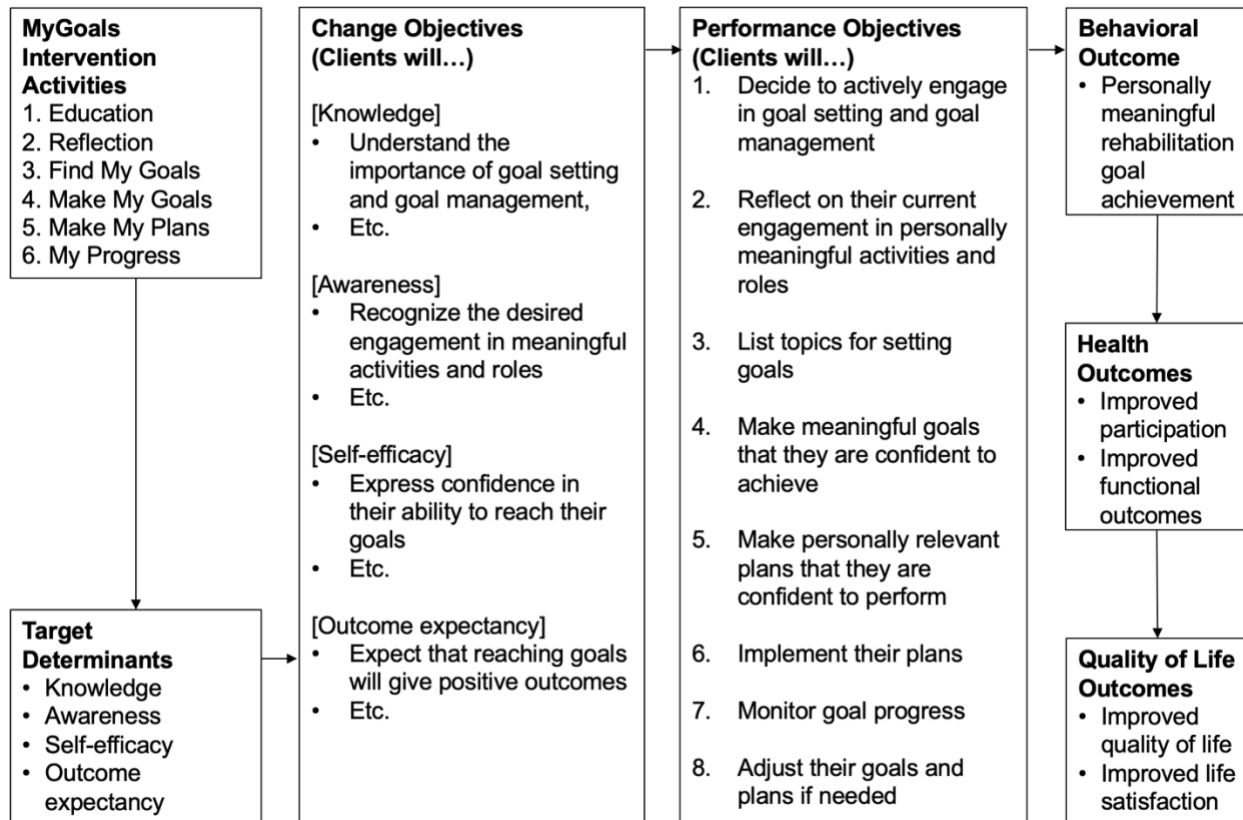 MyGoals
Intervention
Activities
1. Education
2. Reflection
3. Find My Goals
4. Make My Goals
5. Make My Plans
6. My Progress
Target
Determinants
• Knowledge
• Awareness
• Self-efficacy
• Outcome
expectancy
Change Objectives
(Clients will…)
[Knowledge]
• Understand the
importance of goal setting
and goal management,
• Etc.
[Awareness]
• Recognize the desired
engagement in meaningful
activities and roles
• Etc.
[Self-efficacy]
• Express confidence in
their ability to reach their
goals
• Etc.
[Outcome expectancy]
• Expect that reaching goals
will give positive outcomes
• Etc.
Performance Objectives
(Clients will…)
1. Decide to actively engage
in goal setting and goal
management
2. Reflect on their current
engagement in personally
meaningful activities and
roles
3. List topics for setting
goals
4. Make meaningful goals
that they are confident to
achieve
5. Make personally relevant
plans that they are
confident to perform
6. Implement their plans
7. Monitor goal progress
8. Adjust their goals and
plans if needed
Behavioral
Outcome
• Personally
meaningful
rehabilitation
goal
achievement
Health
Outcomes
• Improved
participation
• Improved
functional
outcomes
Quality of Life
Outcomes
• Improved
quality of life
• Improved life
satisfaction